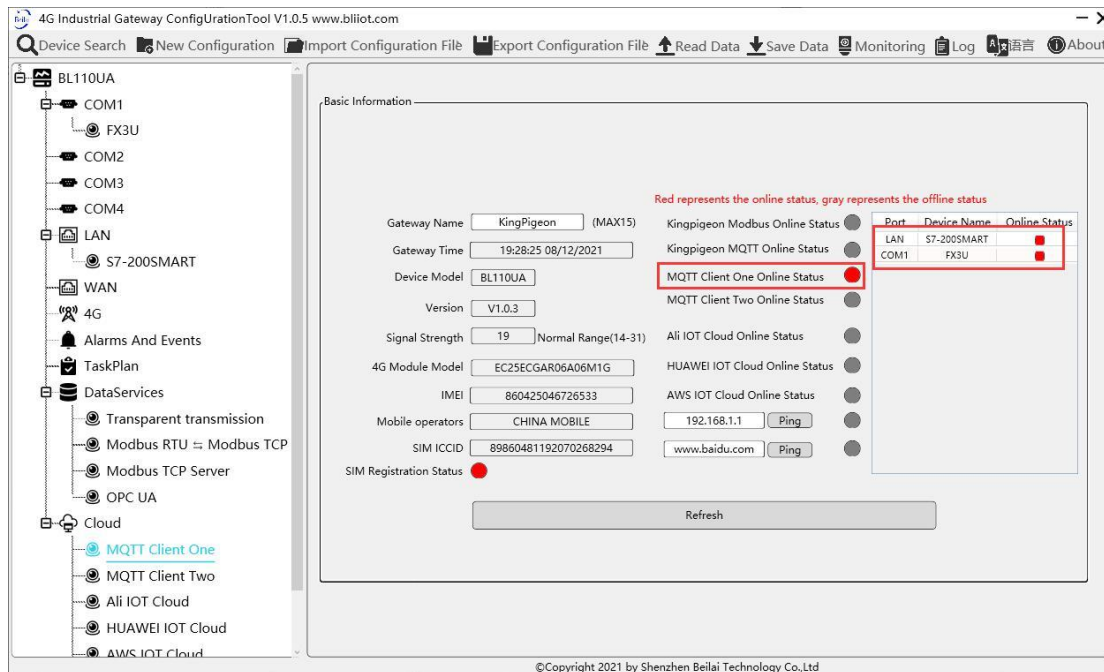 4G Industrial Gateway ConfigUrationTool V1.0.5 www.bliiot.com
Device Search New Configuration Import Configuration File Export Configuration File Read Data Save Data Monitoring Log 语言 About
BL110UA
COM1
FX3U
COM2
COM3
COM4
LAN
S7-200SMART
WAN
4G
Alarms And Events
TaskPlan
DataServices
Transparent transmission
Modbus RTU ⇆ Modbus TCP
Modbus TCP Server
OPC UA
Cloud
MQTT Client One
MQTT Client Two
Ali IOT Cloud
HUAWEI IOT Cloud
AWS IOT Cloud
Basic Information
Red represents the online status, gray represents the offline status
Gateway Name KingPigeon (MAX15)
Gateway Time 19:28:25 08/12/2021
Device Model BL110UA
Version V1.0.3
Signal Strength 19 Normal Range(14-31)
4G Module Model EC25ECGAR06A06M1G
IMEI 860425046726533
Mobile operators CHINA MOBILE
SIM ICCID 89860481192070268294
SIM Registration Status
Kingpigeon Modbus Online Status
Kingpigeon MQTT Online Status
MQTT Client One Online Status
MQTT Client Two Online Status
Ali IOT Cloud Online Status
HUAWEI IOT Cloud Online Status
AWS IOT Cloud Online Status
192.168.1.1 Ping
www.baidu.com Ping
Port Device Name Online Status
LAN S7-200SMART
COM1 FX3U
Refresh
©Copyright 2021 by Shenzhen Beilai Technology Co.,Ltd